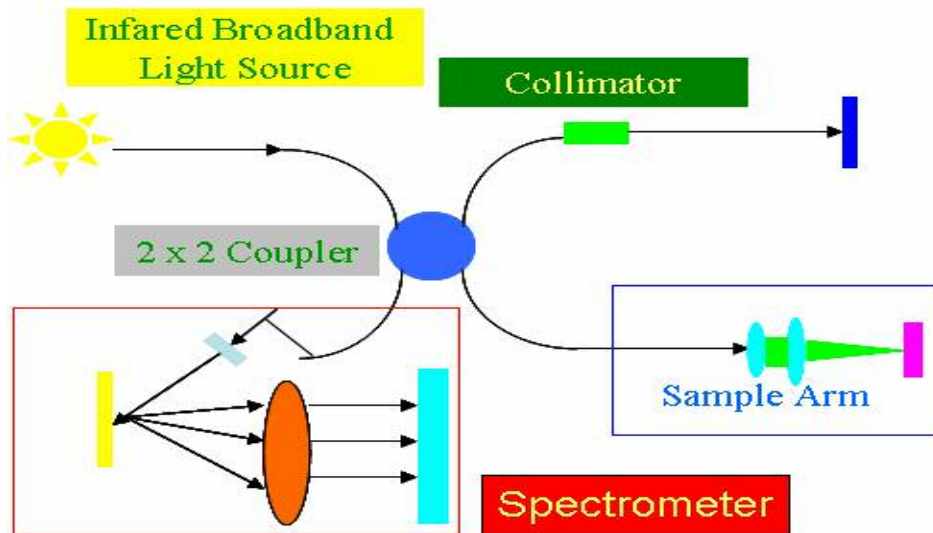 Infared Broadband
Light Source
Collimator
2 x 2 Coupler
Sample Arm
Spectrometer